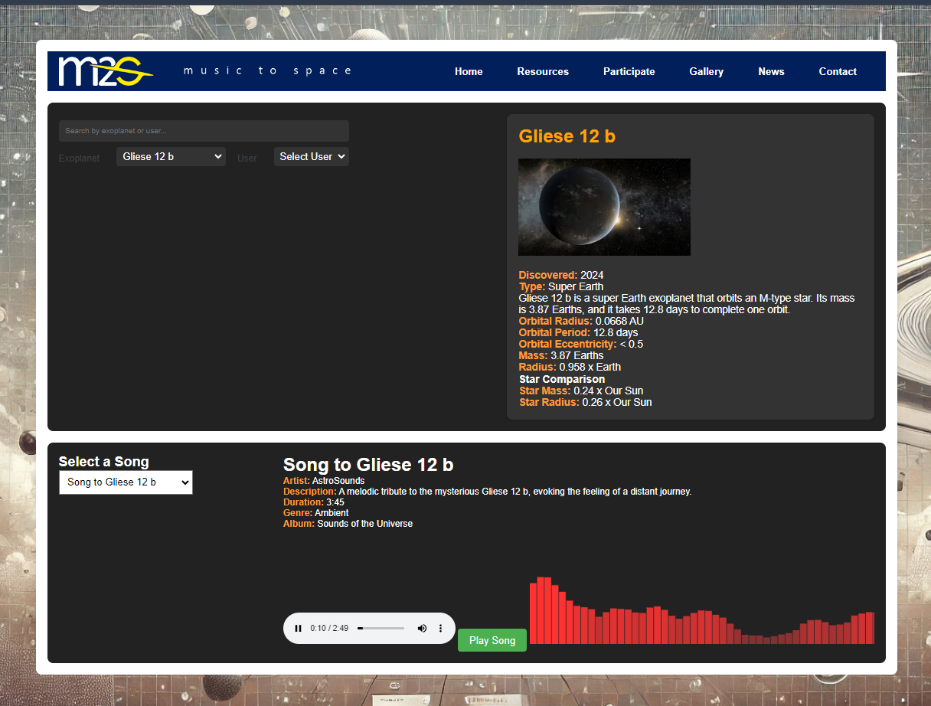 m2S
music to space
Home Resources Participate Gallery News Contact
Search by exoplanet or user...
Exoplanet Gliese 12 b User Select User
Gliese 12 b
Discovered: 2024
Type: Super Earth
Gliese 12 b is a super Earth exoplanet that orbits an M-type star. Its mass
is 3.87 Earths, and it takes 12.8 days to complete one orbit.
Orbital Radius: 0.0668 AU
Orbital Period: 12.8 days
Orbital Eccentricity: < 0.5
Mass: 3.87 Earths
Radius: 0.958 x Earth
Star Comparison
Star Mass: 0.24 x Our Sun
Star Radius: 0.26 x Our Sun
Select a Song
Song to Gliese 12 b
Song to Gliese 12 b
Artist: AstroSounds
Description: A melodic tribute to the mysterious Gliese 12 b, evoking the feeling of a distant journey.
Duration: 3:45
Genre: Ambient
Album: Sounds of the Universe
0:10 / 2:49
Play Song